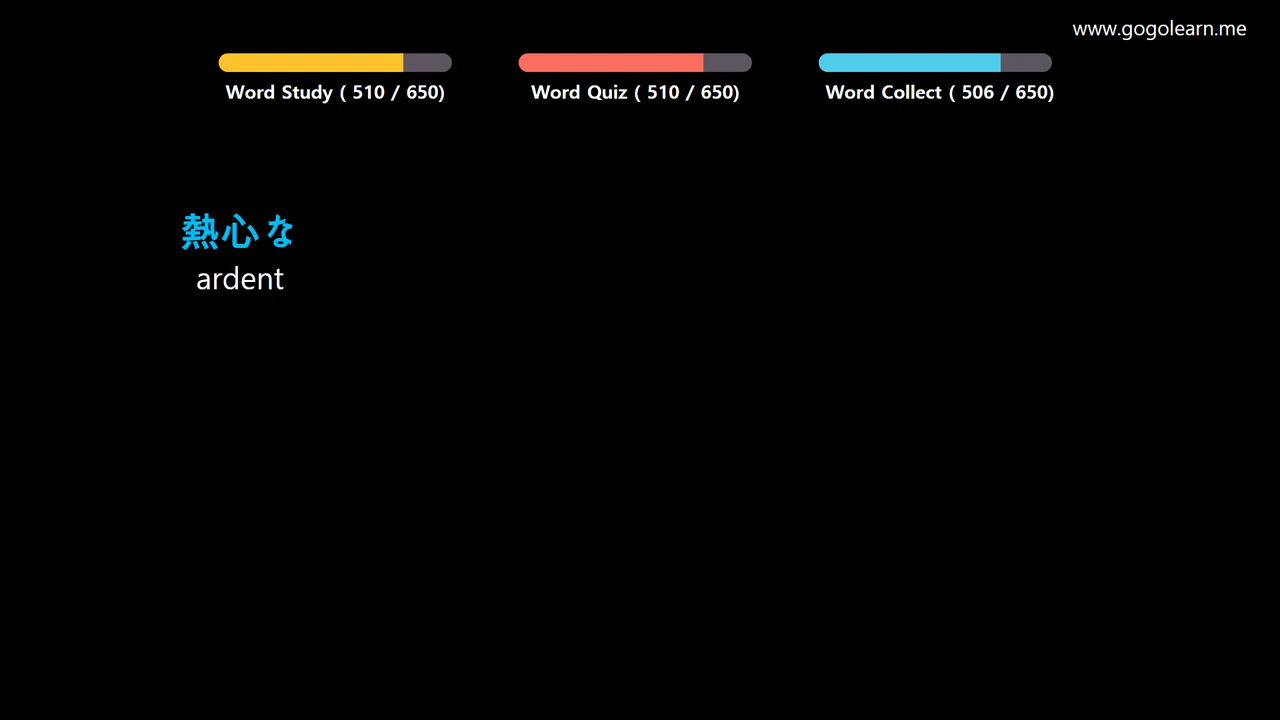 www.gogolearn.me
Word Study ( 510 / 650)
Word Quiz ( 510 / 650)
Word Collect ( 506 / 650)
熱心な
ardent